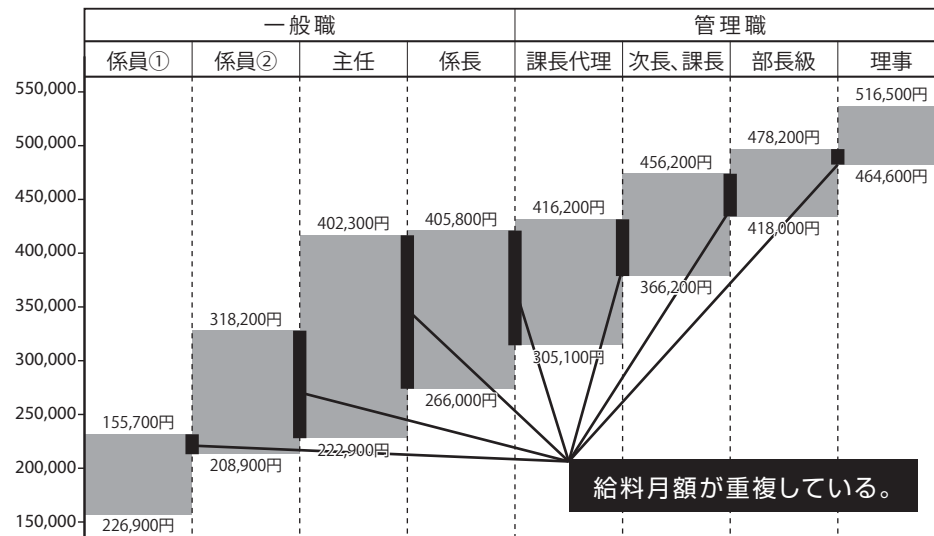 一般職 管理職
係員① 係員② 主任 係長 課長代理 次長、課長 部長級 理事
550,000
516,500円
500,000
478,200円
456,200円
464,600円
450,000
416,200円
405,800円
402,300円
418,000円
400,000
366,200円
350,000
318,200円
305,100円
300,000
266,000円
250,000
155,700円
222,900円
208,900円
200,000
給料月額が重複している。
150,000
226,900円